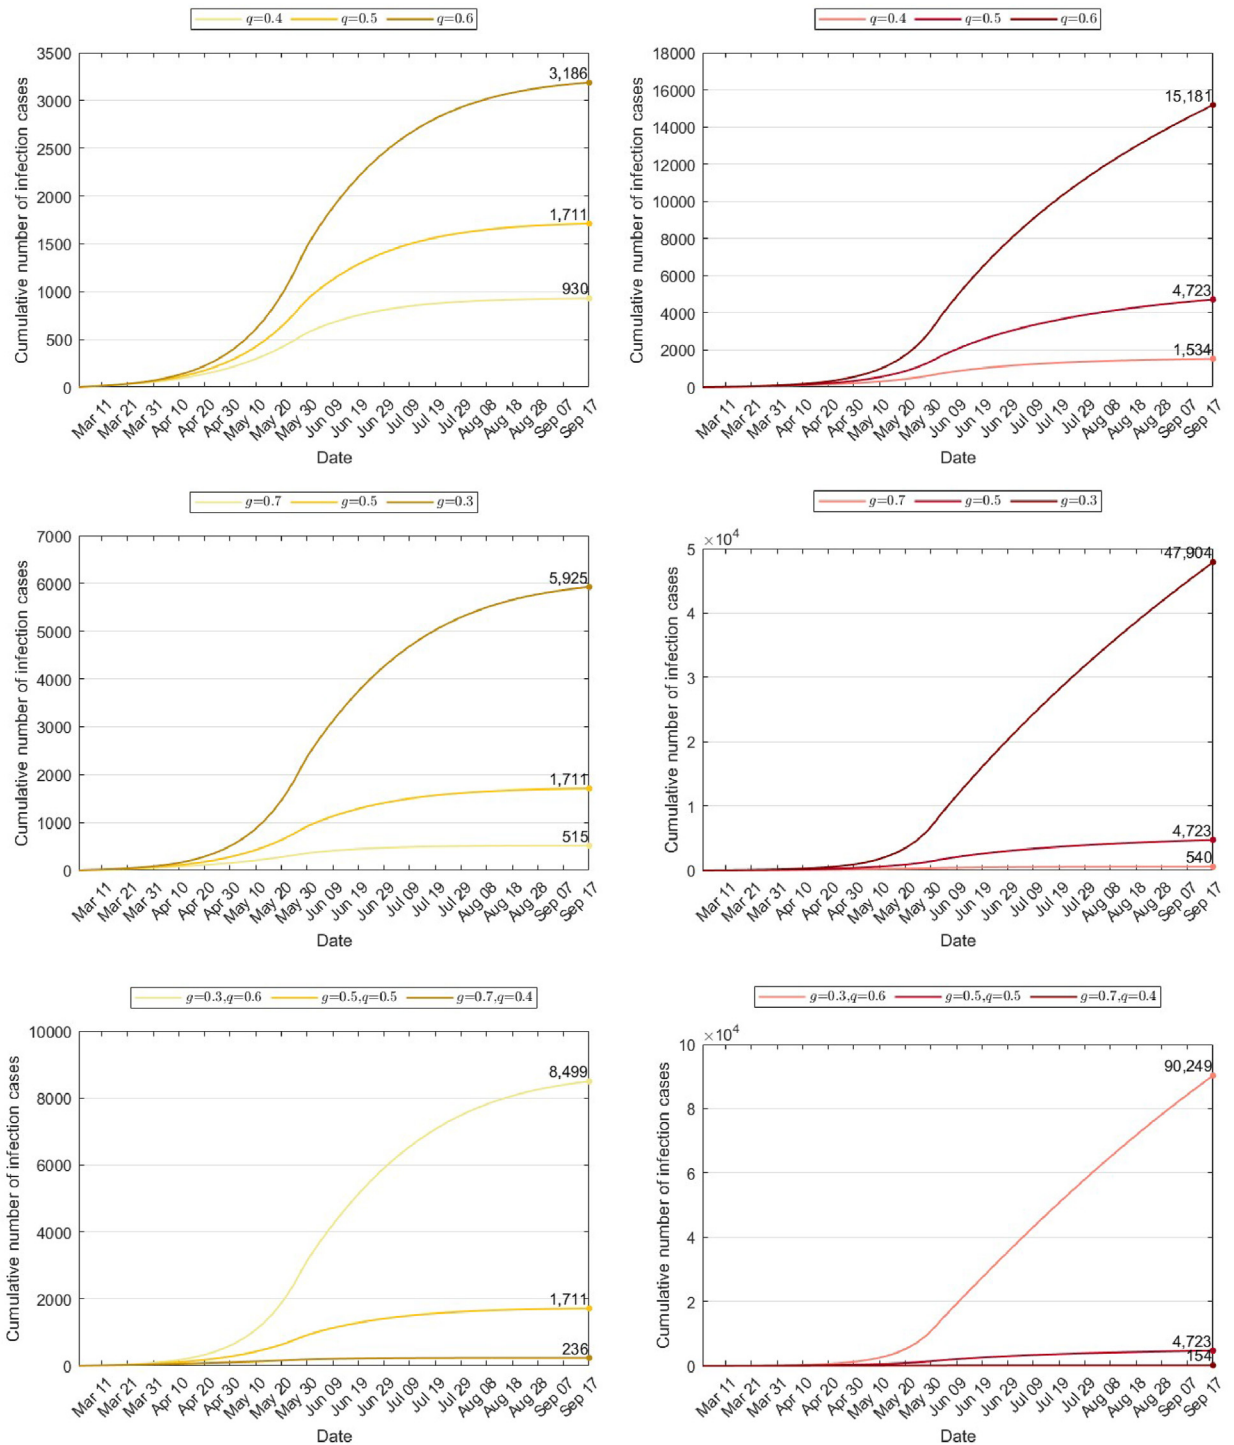 q=0.4 q=0.5 q=0.6
Cumulative number of infection cases
3500
3000
2500
2000
1500
1000
500
0
3,186
1,711
930
Mar 11 Mar 21 Mar 31 Apr 10 Apr 20 Apr 30 May 10 May 20 May 30 Jun 09 Jun 19 Jun 29 Jul 09 Jul 19 Jul 29 Aug 08 Aug 18 Aug 28 Sep 07 Sep 17
Date
q=0.4 q=0.5 q=0.6
Cumulative number of infection cases
18000
16000
14000
12000
10000
8000
6000
4000
2000
0
15,181
4,723
1,534
Mar 11 Mar 21 Mar 31 Apr 10 Apr 20 Apr 30 May 10 May 20 May 30 Jun 09 Jun 19 Jun 29 Jul 09 Jul 19 Jul 29 Aug 08 Aug 18 Aug 28 Sep 07 Sep 17
Date
g=0.7 g=0.5 g=0.3
Cumulative number of infection cases
7000
6000
5000
4000
3000
2000
1000
0
5,925
1,711
515
Mar 11 Mar 21 Mar 31 Apr 10 Apr 20 Apr 30 May 10 May 20 May 30 Jun 09 Jun 19 Jun 29 Jul 09 Jul 19 Jul 29 Aug 08 Aug 18 Aug 28 Sep 07 Sep 17
Date
g=0.7 g=0.5 g=0.3
Cumulative number of infection cases
×10⁴
5
4
3
2
1
0
47,904
4,723
540
Mar 11 Mar 21 Mar 31 Apr 10 Apr 20 Apr 30 May 10 May 20 May 30 Jun 09 Jun 19 Jun 29 Jul 09 Jul 19 Jul 29 Aug 08 Aug 18 Aug 28 Sep 07 Sep 17
Date
g=0.3,q=0.6 g=0.5,q=0.5 g=0.7,q=0.4
Cumulative number of infection cases
10000
8000
6000
4000
2000
0
8,499
1,711
236
Mar 11 Mar 21 Mar 31 Apr 10 Apr 20 Apr 30 May 10 May 20 May 30 Jun 09 Jun 19 Jun 29 Jul 09 Jul 19 Jul 29 Aug 08 Aug 18 Aug 28 Sep 07 Sep 17
Date
g=0.3,q=0.6 g=0.5,q=0.5 g=0.7,q=0.4
Cumulative number of infection cases
×10⁴
10
8
6
4
2
0
90,249
4,723
154
Mar 11 Mar 21 Mar 31 Apr 10 Apr 20 Apr 30 May 10 May 20 May 30 Jun 09 Jun 19 Jun 29 Jul 09 Jul 19 Jul 29 Aug 08 Aug 18 Aug 28 Sep 07 Sep 17
Date